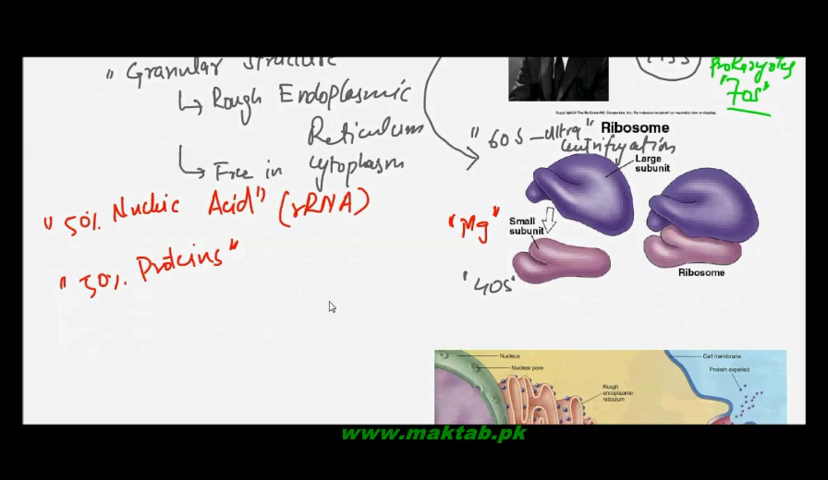 " Granular Structure
↳ Rough Endoplasmic
Reticulum
↳ Free in cytoplasm
" 50% Nucleic Acid" (rRNA)
" 50% Proteins"
1955
Prokaryotes
"70s"
"60S - ultra"
centrifugation
Ribosome
Large
subunit
"Mg"
Small
subunit
"40S"
Ribosome
Nucleus
Nuclear pore
Rough
endoplasmic
reticulum
Cell membrane
Protein expelled
www.maktab.pk